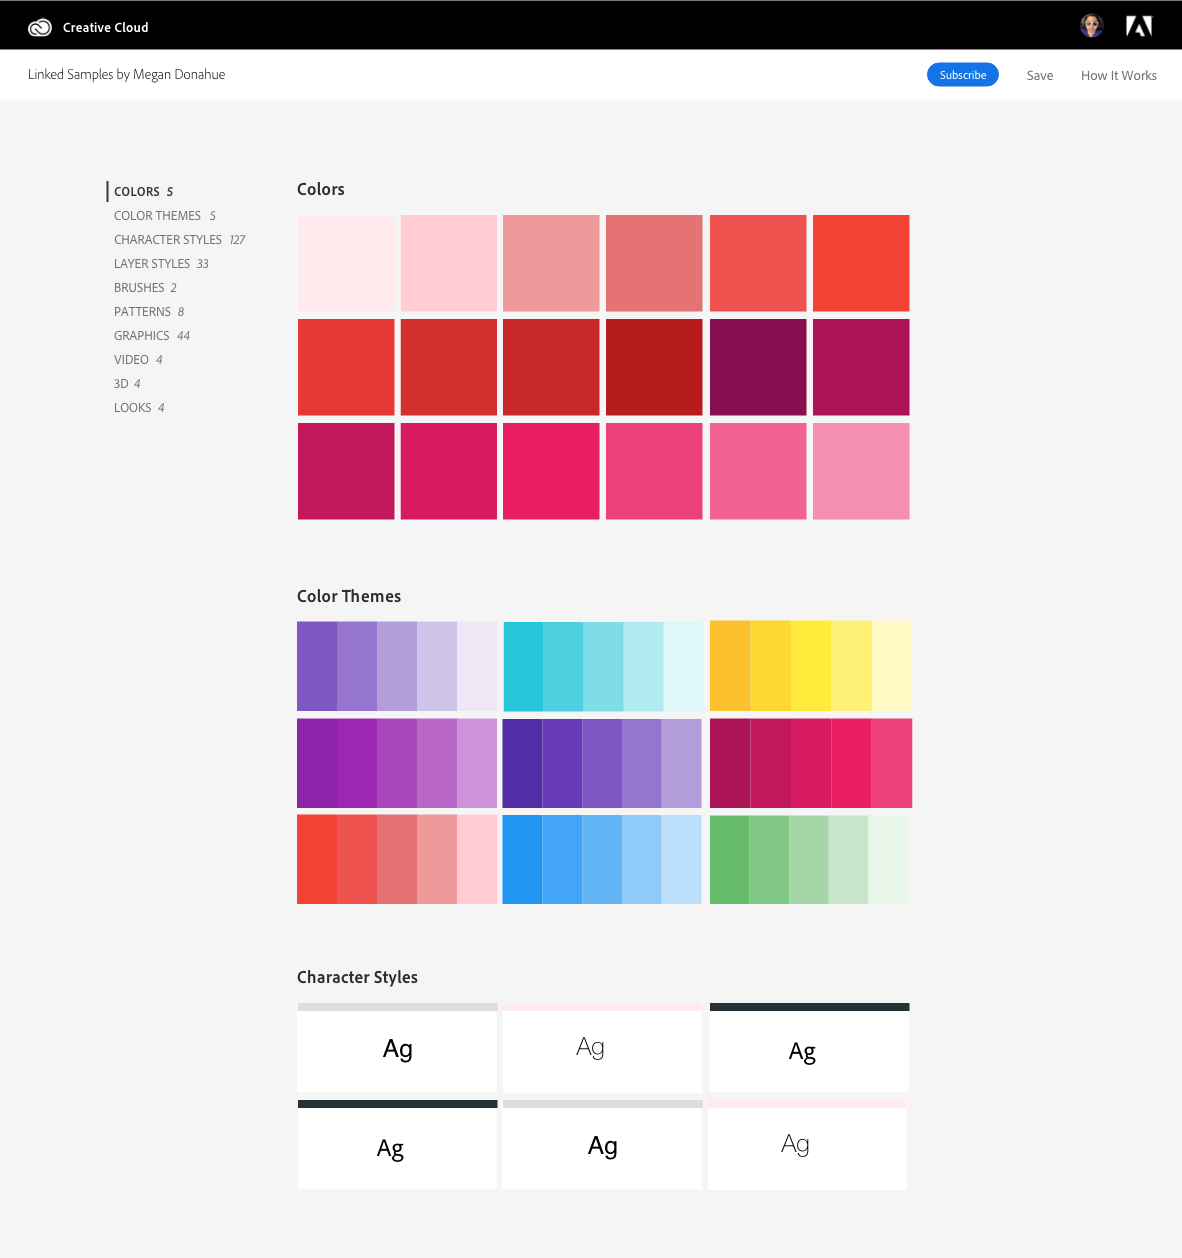 Creative Cloud
Linked Samples by Megan Donahue
Subscribe
Save
How It Works
COLORS 5
COLOR THEMES 5
CHARACTER STYLES 127
LAYER STYLES 33
BRUSHES 2
PATTERNS 8
GRAPHICS 44
VIDEO 4
3D 4
LOOKS 4
Colors
Color Themes
Character Styles
Ag
Ag
Ag
Ag
Ag
Ag